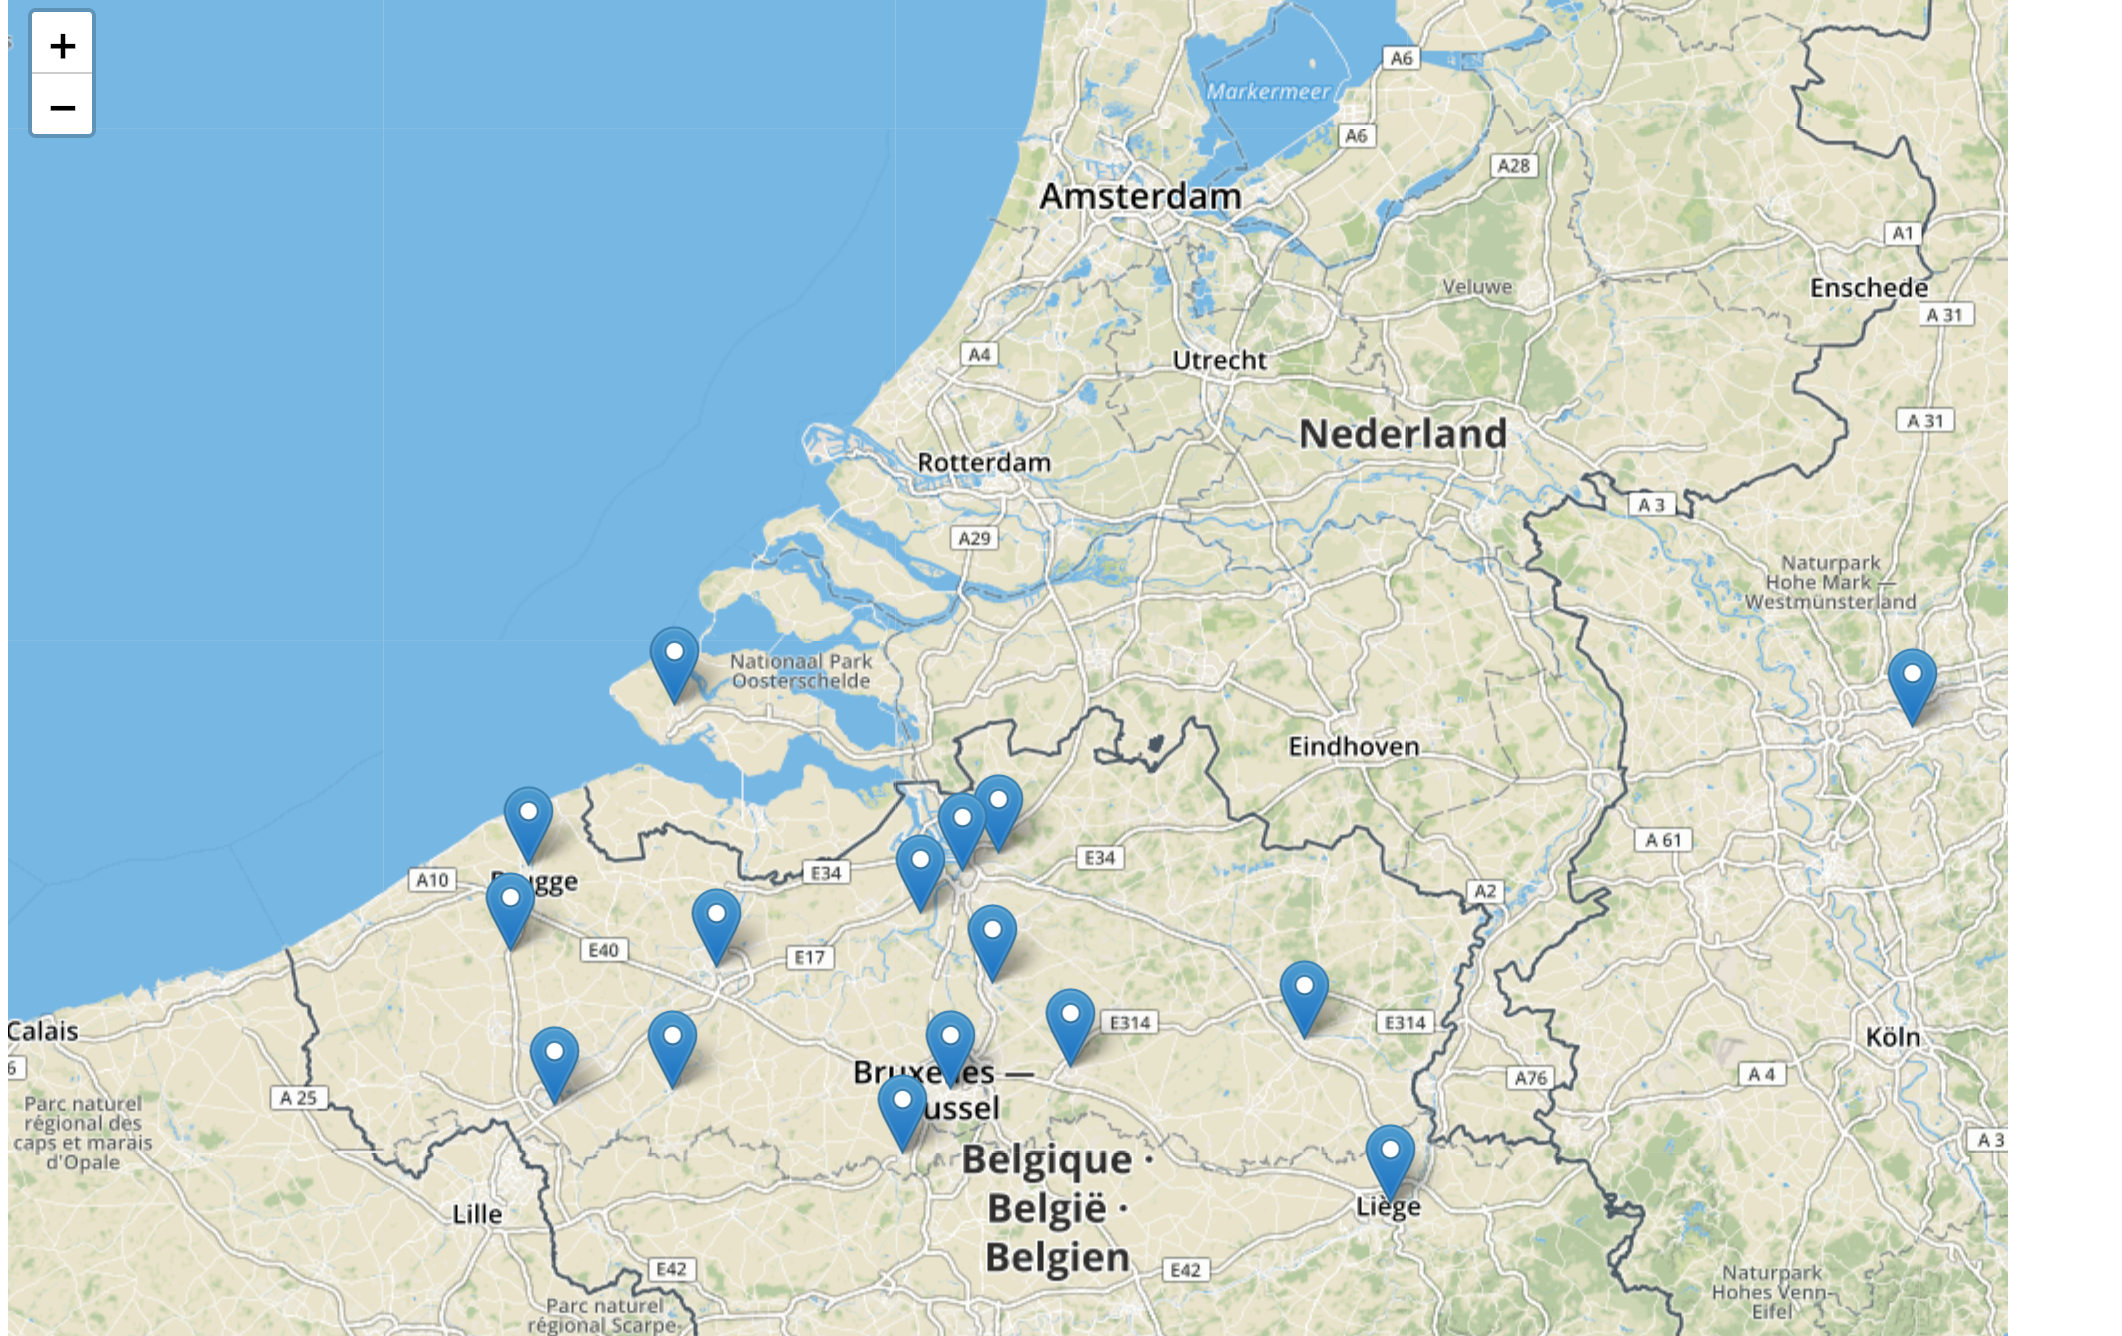 +
−
Markermeer
A6
A6
A28
Amsterdam
A1
Veluwe
Enschede
A 31
A4
Utrecht
A 31
Nederland
Rotterdam
A 3
A29
Naturpark
Hohe Mark —
Westmünsterland
Nationaal Park
Oosterschelde
Eindhoven
A 61
E34
E34
A10
A2
E40
E17
E314
E314
Calais
6
Köln
Bruxelles —
ussel
A 4
A76
A 25
Parc naturel
régional des
caps et marais
d'Opale
A 3
Belgique ·
België ·
Belgien
Liège
Lille
E42
E42
Naturpark
Hohes Venn-
Eifel
Parc naturel
régional Scarpe-